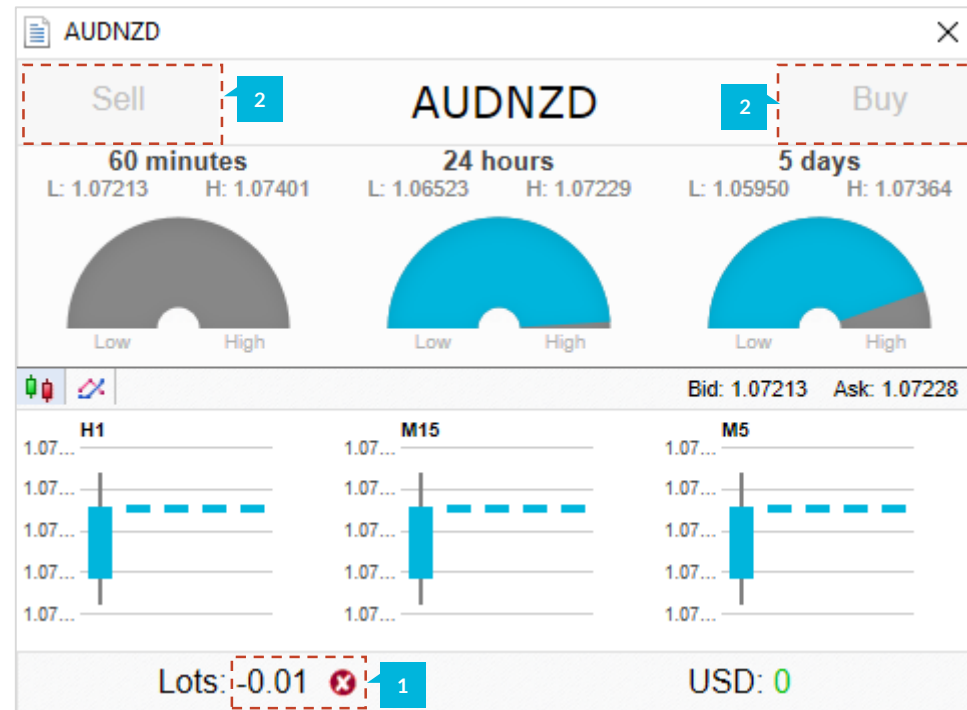 AUDNZD
Sell 2 AUDNZD 2 Buy
60 minutes 24 hours 5 days
L: 1.07213 H: 1.07401 L: 1.06523 H: 1.07229 L: 1.05950 H: 1.07364
Low High Low High Low High
Bid: 1.07213 Ask: 1.07228
H1 M15 M5
1.07... 1.07... 1.07...
1.07... 1.07... 1.07...
1.07... 1.07... 1.07...
1.07... 1.07... 1.07...
1.07... 1.07... 1.07...
Lots: -0.01 1 USD: 0